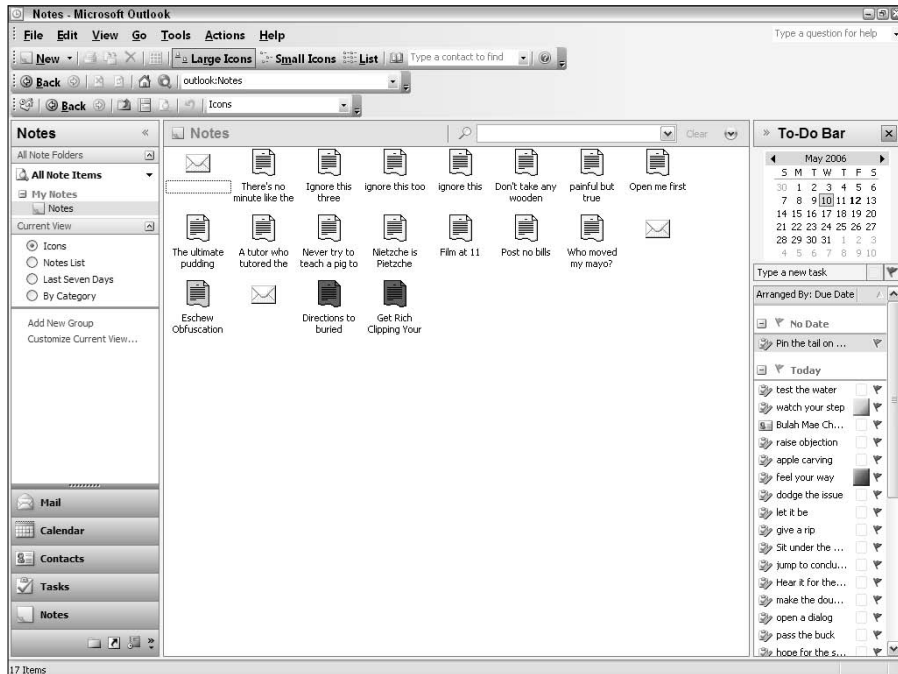 Notes - Microsoft Outlook
File Edit View Go Tools Actions Help
Type a question for help
New Large Icons Small Icons List Type a contact to find
Back outlook:Notes
Back Icons
Notes «
All Note Folders
All Note Items
My Notes
Notes
Current View
Icons
Notes List
Last Seven Days
By Category
Add New Group
Customize Current View...
Mail
Calendar
Contacts
Tasks
Notes
»
17 Items
Notes
Clear
There's no
minute like the
Ignore this
three
ignore this too
ignore this
Don't take any
wooden
painful but
true
Open me first
The ultimate
pudding
A tutor who
tutored the
Never try to
teach a pig to
Nietzche is
Pietzche
Film at 11
Post no bills
Who moved
my mayo?
Eschew
Obfuscation
Directions to
buried
Get Rich
Clipping Your
» To-Do Bar
May 2006
S M T W T F S
30 1 2 3 4 5 6
7 8 9 10 11 12 13
14 15 16 17 18 19 20
21 22 23 24 25 26 27
28 29 30 31 1 2 3
4 5 6 7 8 9 10
Type a new task
Arranged By: Due Date
No Date
Pin the tail on ...
Today
test the water
watch your step
Bulah Mae Ch...
raise objection
apple carving
feel your way
dodge the issue
let it be
give a rip
Sit under the ...
jump to conclu...
Hear it for the...
make the dou...
open a dialog
pass the buck
hope for the s...